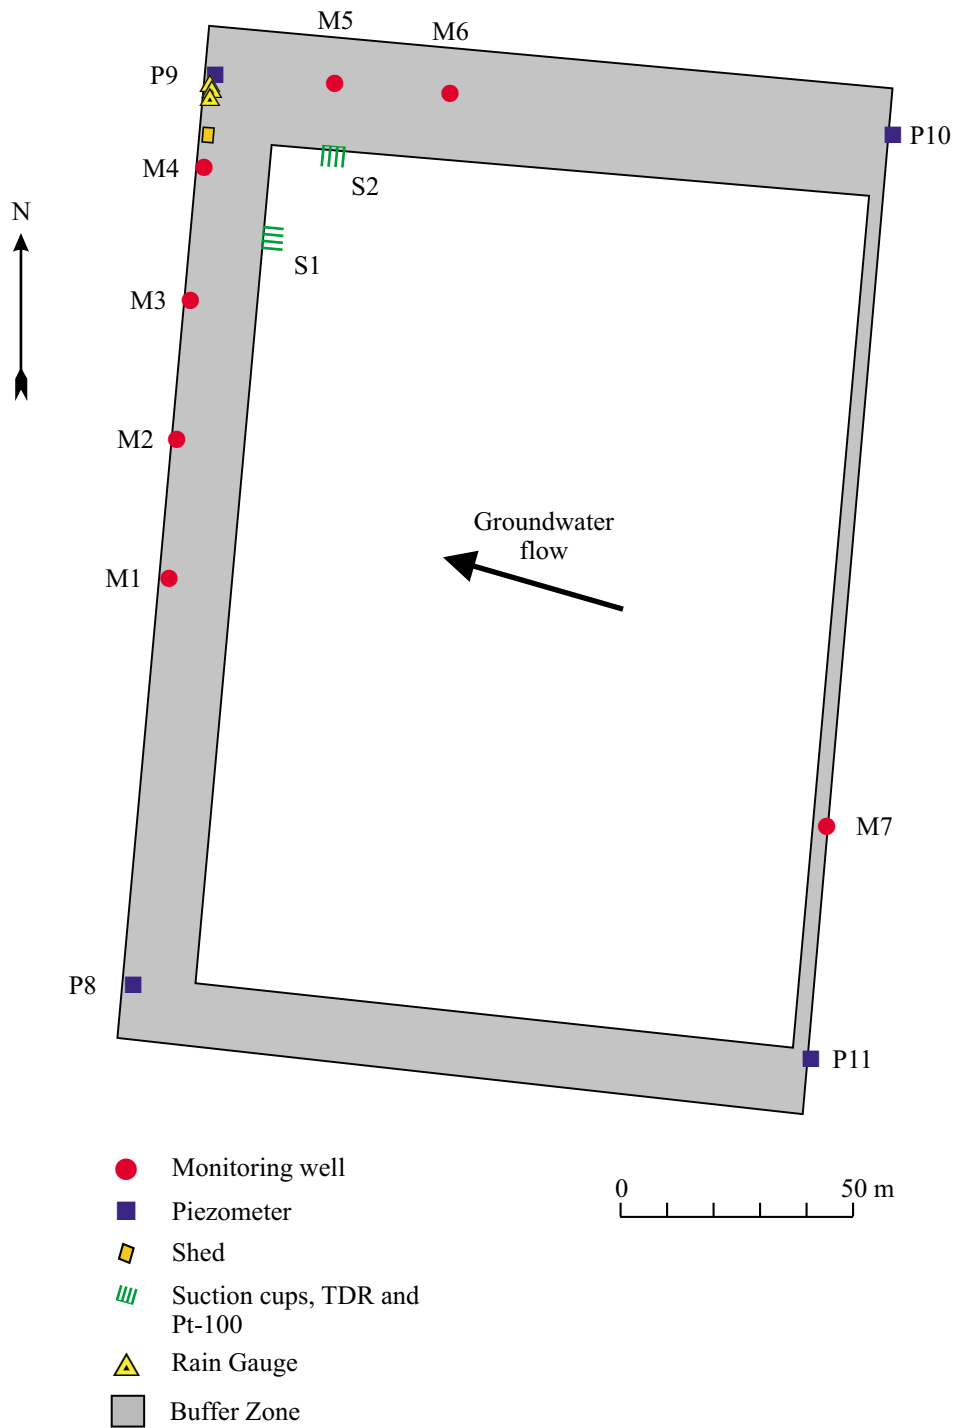 M5
M6
P9
P10
M4
S2
N
S1
M3
M2
Groundwater
flow
M1
M7
P8
P11
Monitoring well
0
50 m
Piezometer
Shed
Suction cups, TDR and
Pt-100
Rain Gauge
Buffer Zone